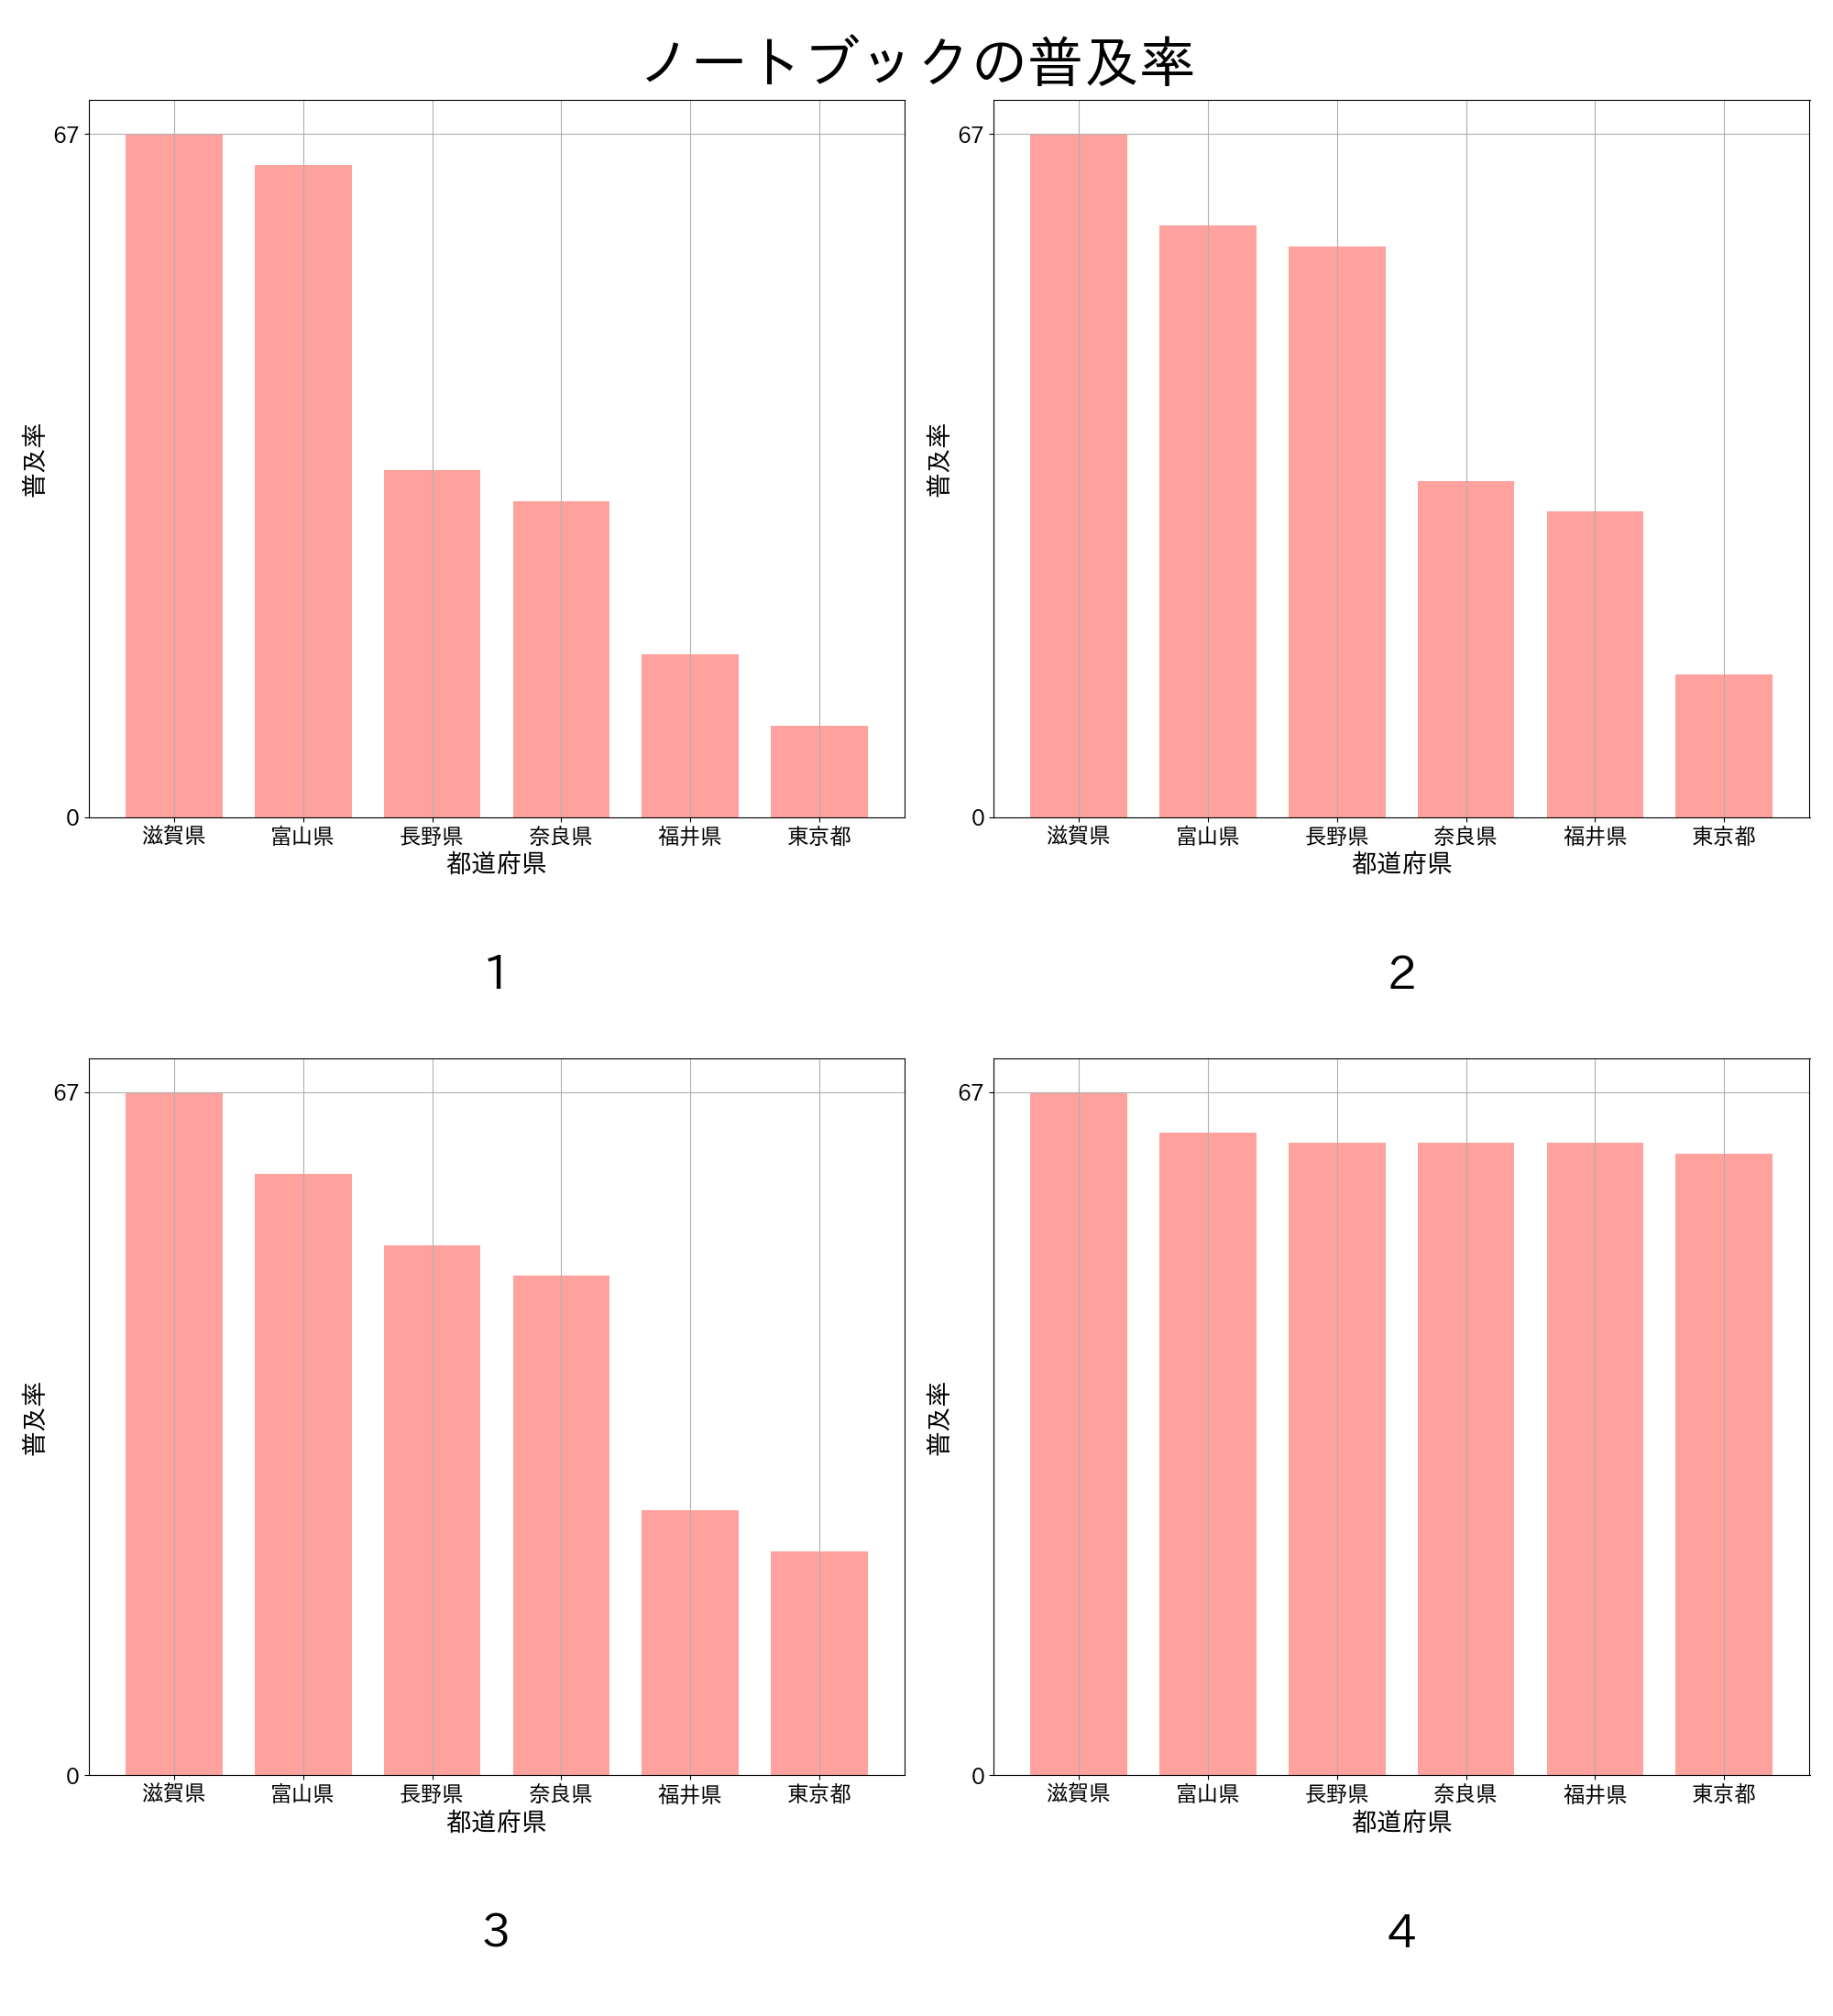 ノートブックの普及率
67
0
普及率
滋賀県 富山県 長野県 奈良県 福井県 東京都
都道府県
1
67
0
普及率
滋賀県 富山県 長野県 奈良県 福井県 東京都
都道府県
2
67
0
普及率
滋賀県 富山県 長野県 奈良県 福井県 東京都
都道府県
3
67
0
普及率
滋賀県 富山県 長野県 奈良県 福井県 東京都
都道府県
4